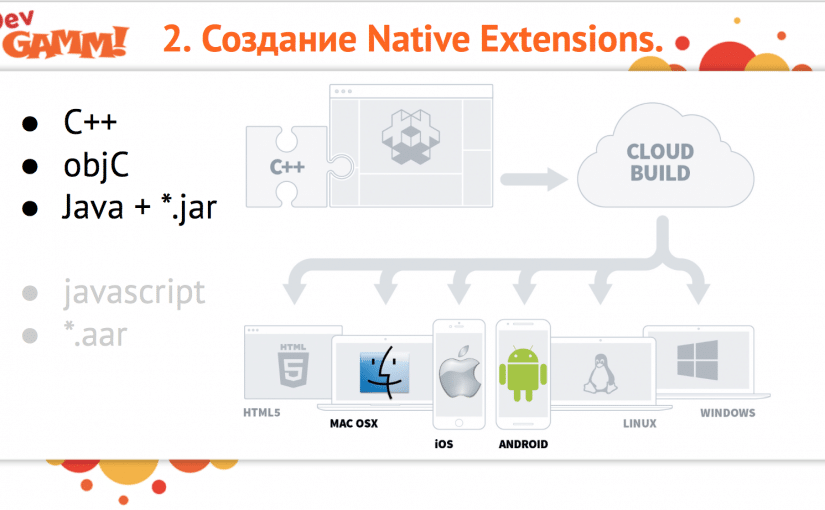 Dev
GAMM!
2. Создание Native Extensions.
● C++
● objC
● Java + *.jar
● javascript
● *.aar
C++
CLOUD
BUILD
HTML
5
HTML5
MAC OSX
iOS
ANDROID
LINUX
WINDOWS